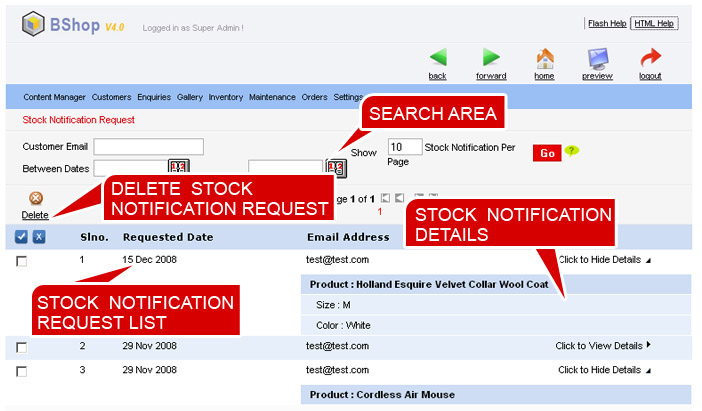 BShop V4.0
Logged in as Super Admin !
Flash Help HTML Help
back forward home preview logout
Content Manager Customers Enquiries Gallery Inventory Maintenance Orders Settings
Stock Notification Request
SEARCH AREA
Customer Email
Show 10 Stock Notification Per Page
Go ?
Between Dates
DELETE STOCK
NOTIFICATION REQUEST
1 of 1
1
Delete
STOCK NOTIFICATION
DETAILS
Slno. Requested Date Email Address
1 15 Dec 2008 test@test.com Click to Hide Details
Product : Holland Esquire Velvet Collar Wool Coat
Size : M
Color : White
STOCK NOTIFICATION
REQUEST LIST
2 29 Nov 2008 test@test.com Click to View Details
3 29 Nov 2008 test@test.com Click to Hide Details
Product : Cordless Air Mouse